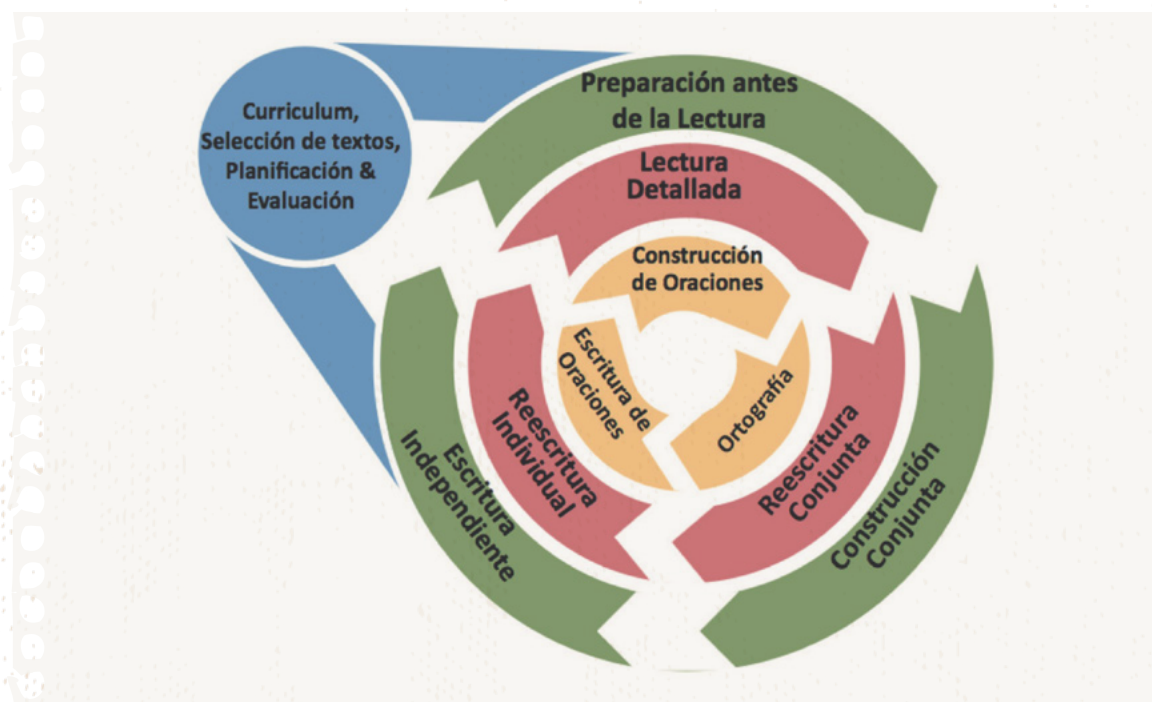 Curriculum,
Selección de textos,
Planificación &
Evaluación
Preparación antes
de la Lectura
Lectura
Detallada
Construcción
de Oraciones
Escritura de
Oraciones
Ortografía
Reescritura
Individual
Reescritura
Conjunta
Escritura
Independiente
Construcción
Conjunta